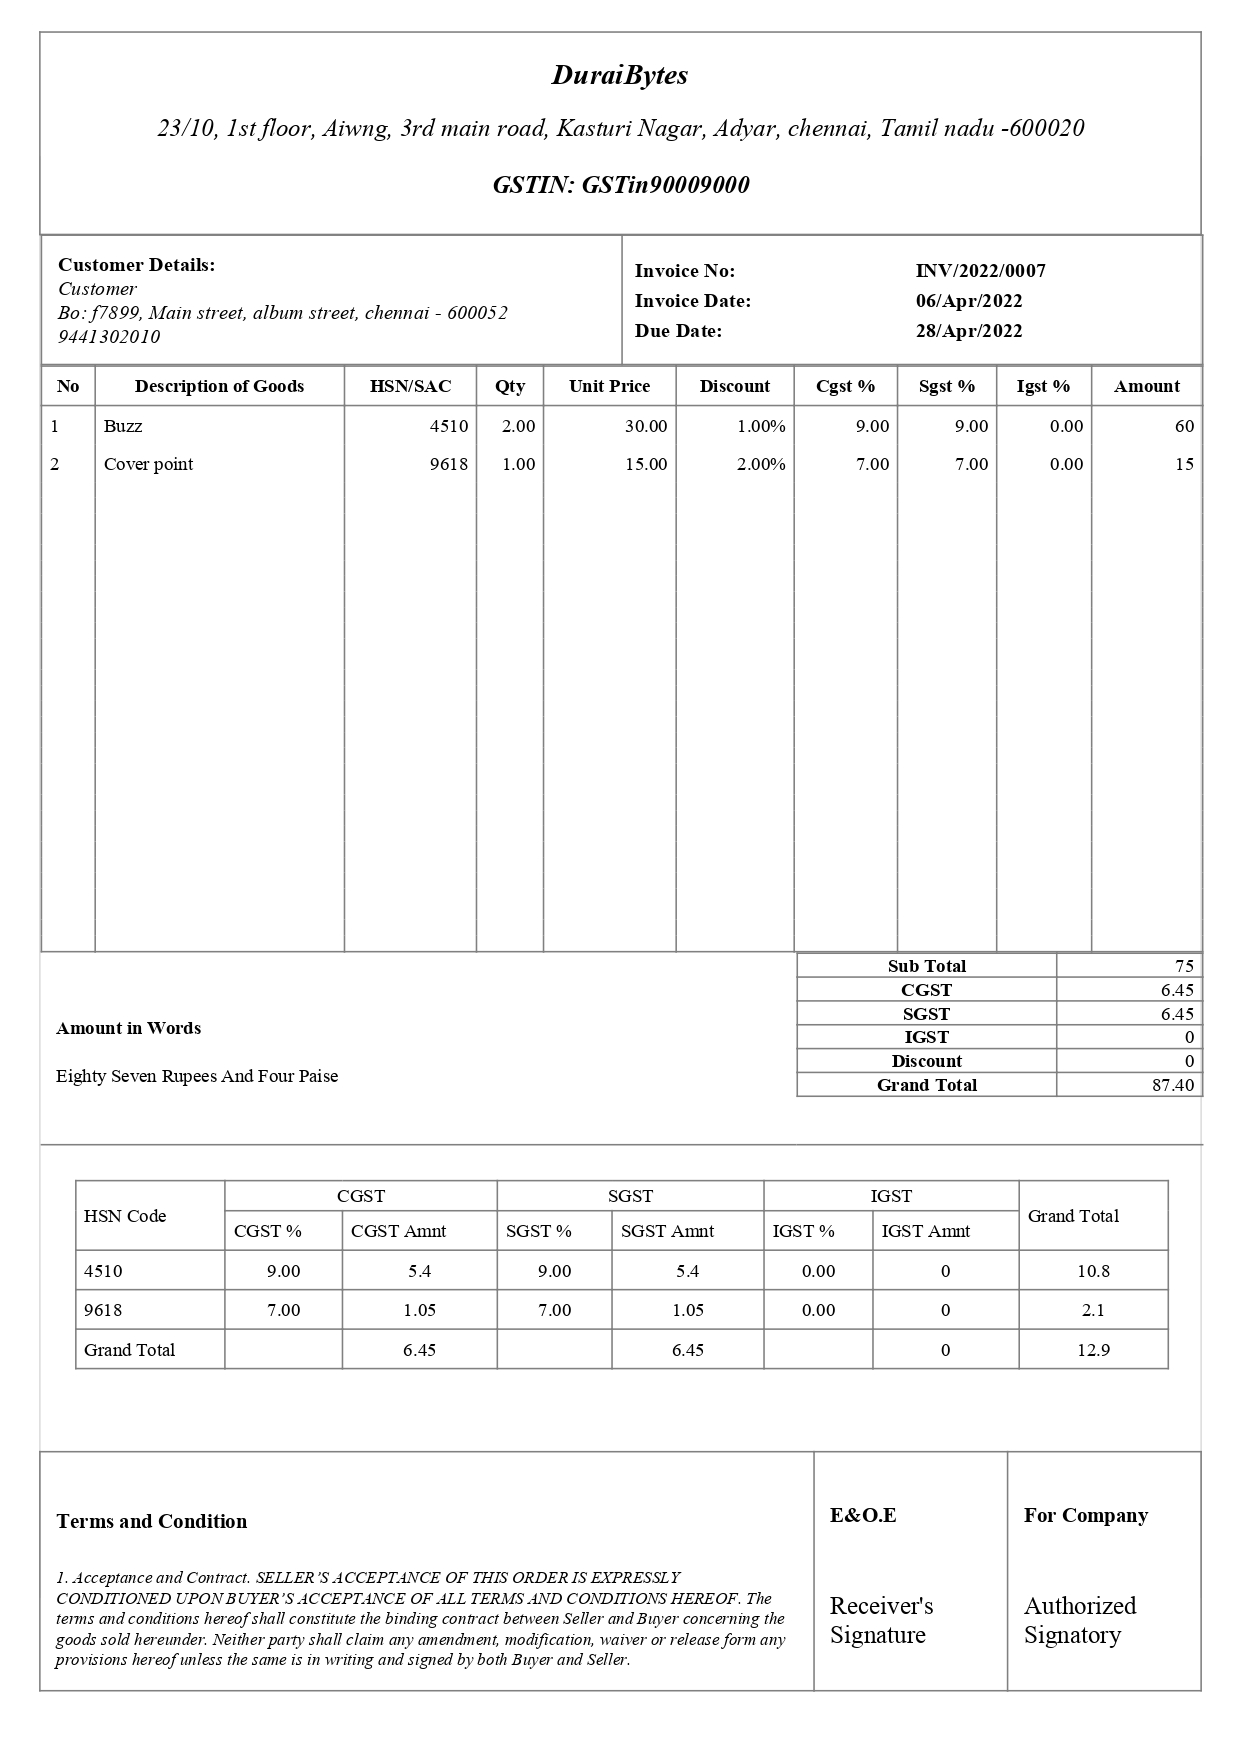 DuraiBytes
23/10, 1st floor, Aiwng, 3rd main road, Kasturi Nagar, Adyar, chennai, Tamil nadu -600020
GSTIN: GSTin90009000
Customer Details:
Customer
Bo: f7899, Main street, album street, chennai - 600052
9441302010
Invoice No: INV/2022/0007
Invoice Date: 06/Apr/2022
Due Date: 28/Apr/2022
No Description of Goods HSN/SAC Qty Unit Price Discount Cgst % Sgst % Igst % Amount
1 Buzz 4510 2.00 30.00 1.00% 9.00 9.00 0.00 60
2 Cover point 9618 1.00 15.00 2.00% 7.00 7.00 0.00 15
Sub Total 75
CGST 6.45
SGST 6.45
IGST 0
Discount 0
Grand Total 87.40
Amount in Words
Eighty Seven Rupees And Four Paise
HSN Code CGST SGST IGST Grand Total
CGST % CGST Amnt SGST % SGST Amnt IGST % IGST Amnt
4510 9.00 5.4 9.00 5.4 0.00 0 10.8
9618 7.00 1.05 7.00 1.05 0.00 0 2.1
Grand Total 6.45 6.45 0 12.9
Terms and Condition
1. Acceptance and Contract. SELLER’S ACCEPTANCE OF THIS ORDER IS EXPRESSLY
CONDITIONED UPON BUYER’S ACCEPTANCE OF ALL TERMS AND CONDITIONS HEREOF. The
terms and conditions hereof shall constitute the binding contract between Seller and Buyer concerning the
goods sold hereunder. Neither party shall claim any amendment, modification, waiver or release form any
provisions hereof unless the same is in writing and signed by both Buyer and Seller.
E&O.E
Receiver's
Signature
For Company
Authorized
Signatory